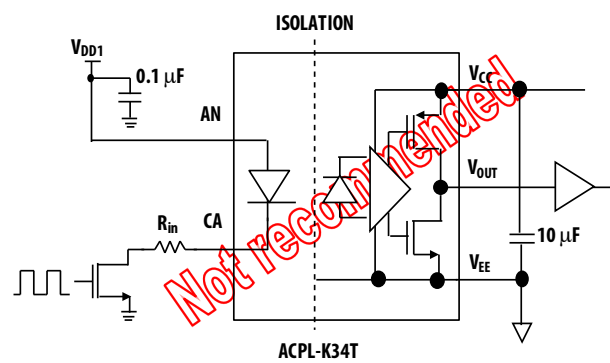 ISOLATION
VDD1
0.1 µF
AN
VCC
Rin
CA
VOUT
10 µF
VEE
Not recommended
ACPL-K34T